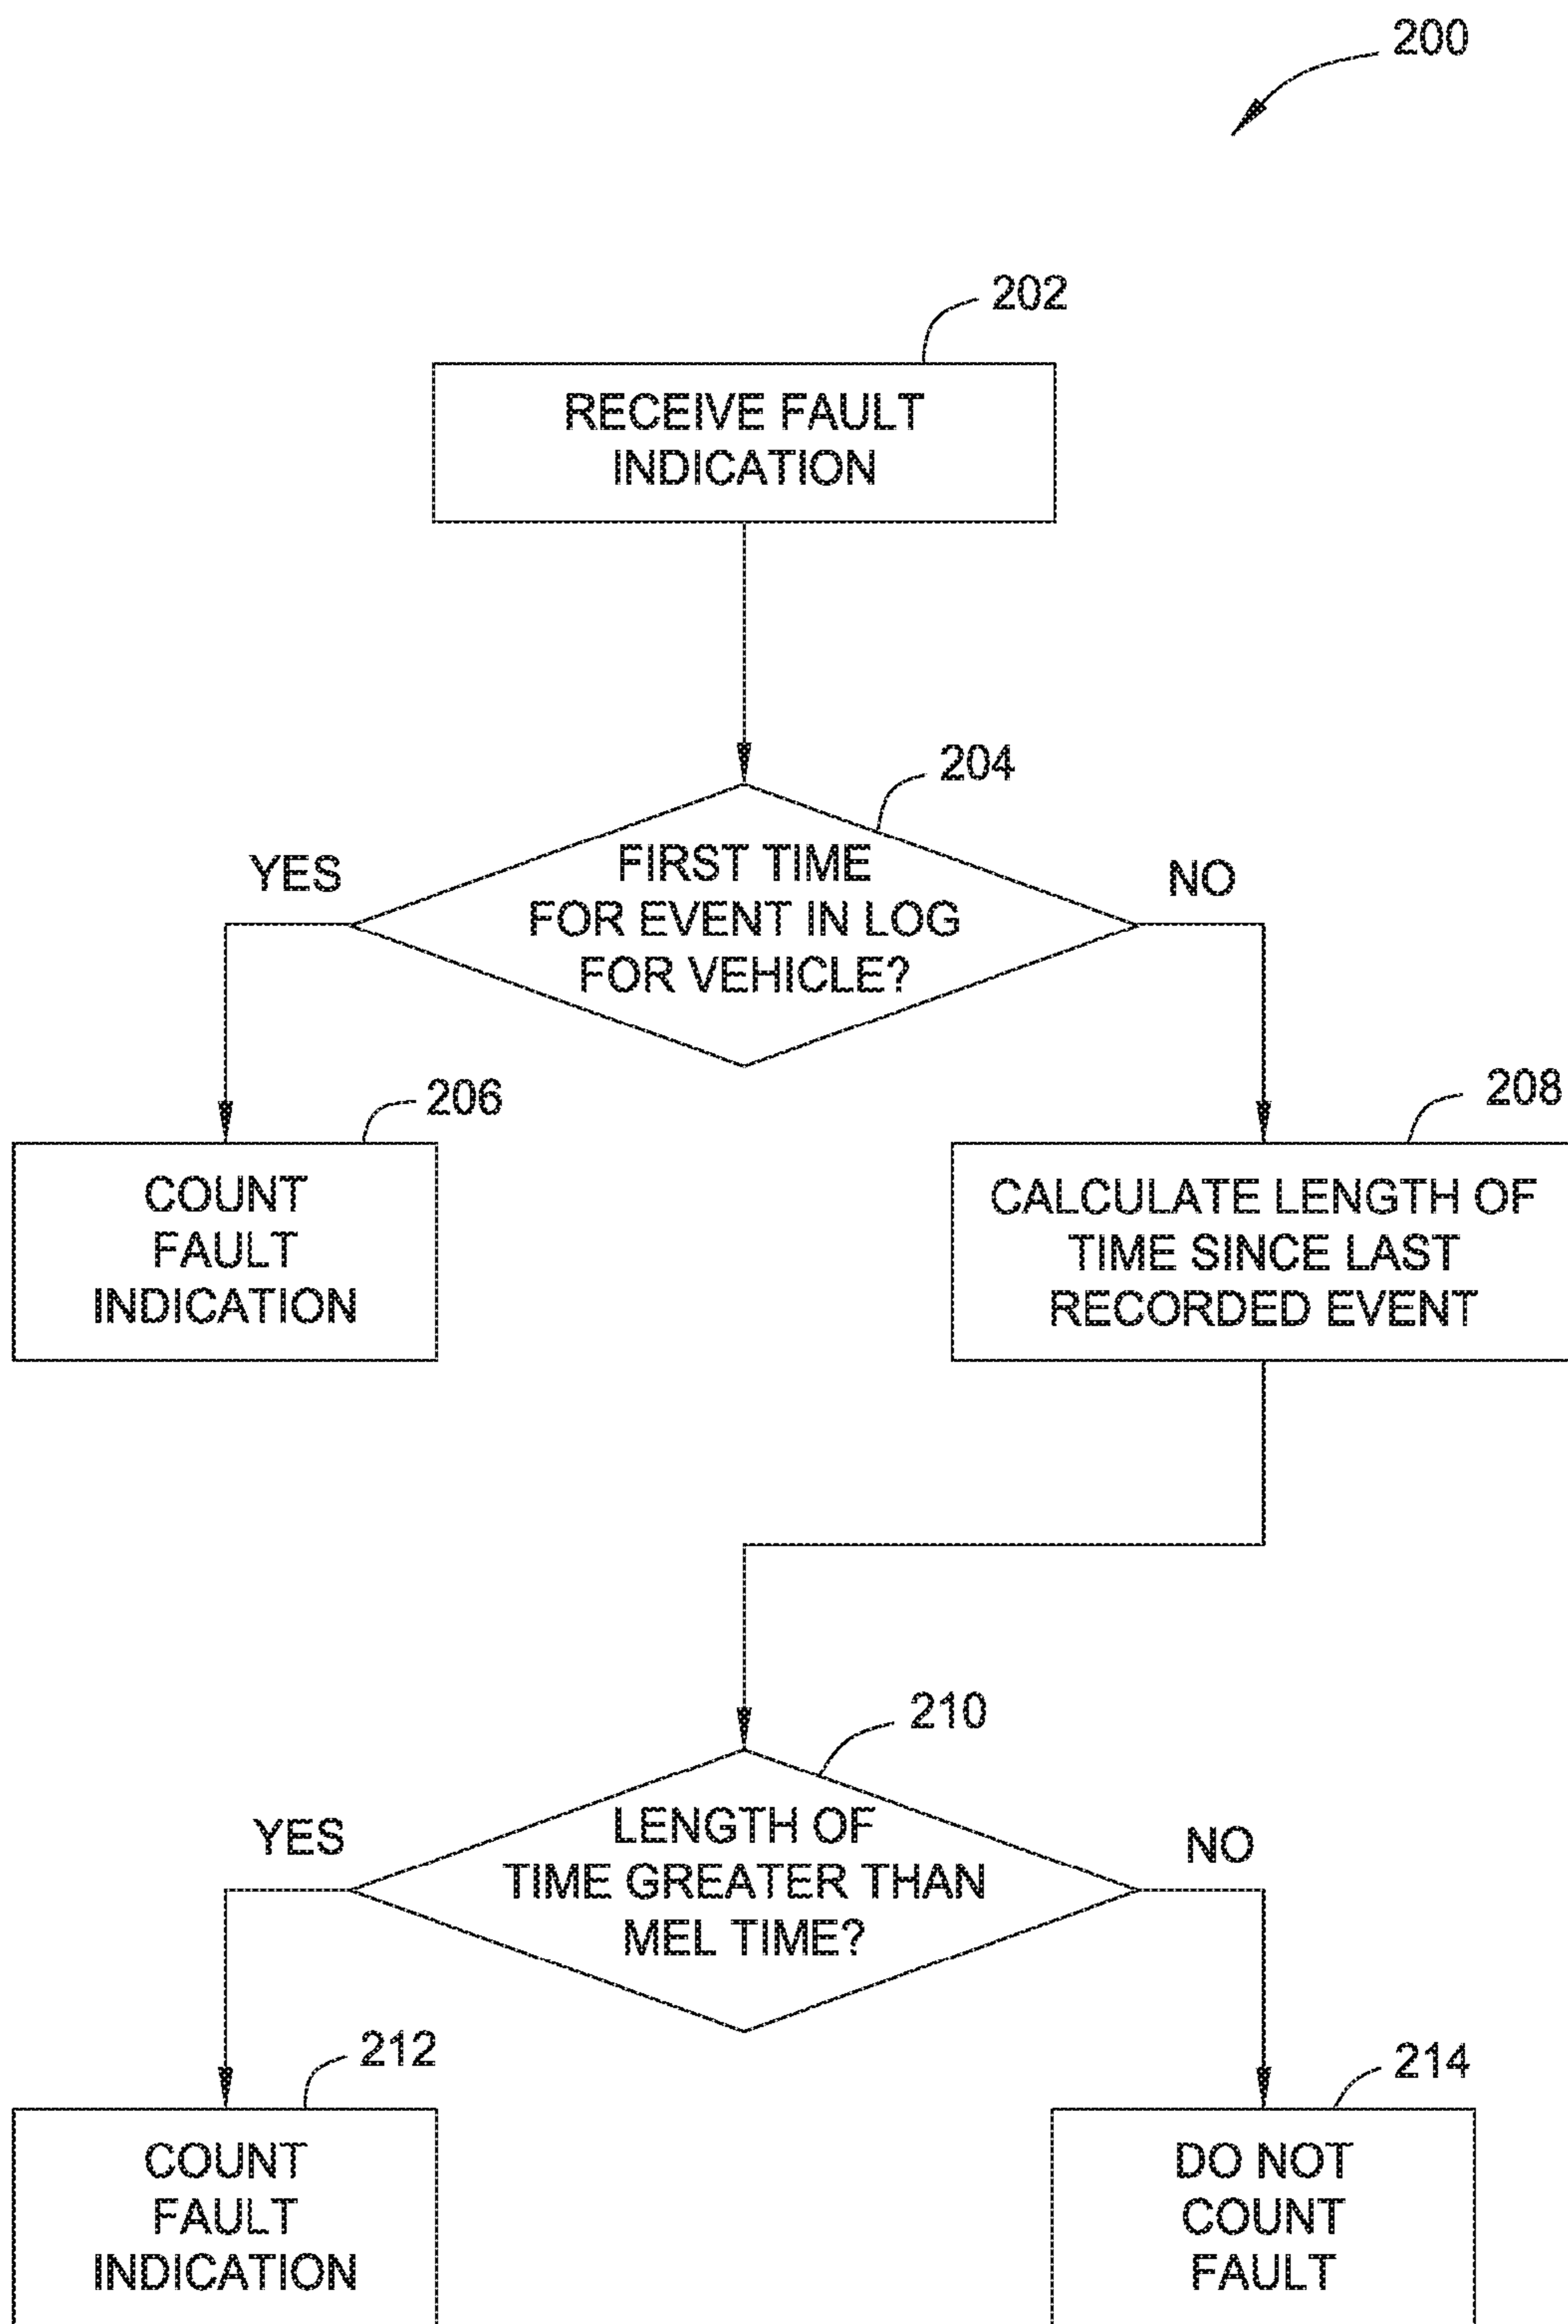 200
202
RECEIVE FAULT
INDICATION
204
YES
FIRST TIME
FOR EVENT IN LOG
FOR VEHICLE?
NO
206
COUNT
FAULT
INDICATION
208
CALCULATE LENGTH OF
TIME SINCE LAST
RECORDED EVENT
210
YES
LENGTH OF
TIME GREATER THAN
MEL TIME?
NO
212
COUNT
FAULT
INDICATION
214
DO NOT
COUNT
FAULT